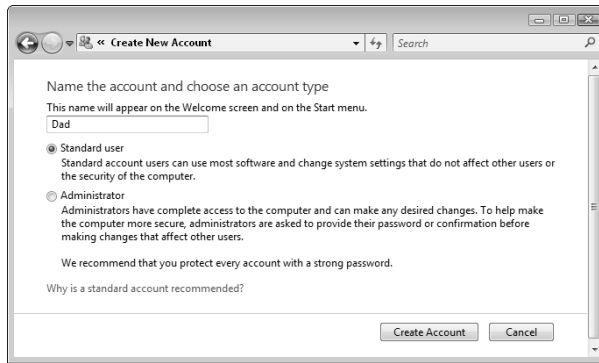 « Create New Account
Search
Name the account and choose an account type
This name will appear on the Welcome screen and on the Start menu.
Dad
Standard user
Standard account users can use most software and change system settings that do not affect other users or
the security of the computer.
Administrator
Administrators have complete access to the computer and can make any desired changes. To help make
the computer more secure, administrators are asked to provide their password or confirmation before
making changes that affect other users.
We recommend that you protect every account with a strong password.
Why is a standard account recommended?
Create Account
Cancel